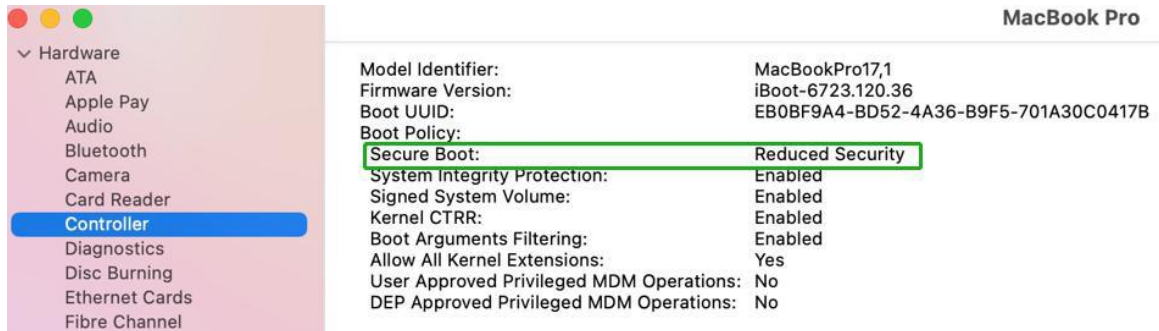 MacBook Pro
Hardware
ATA
Apple Pay
Audio
Bluetooth
Camera
Card Reader
Controller
Diagnostics
Disc Burning
Ethernet Cards
Fibre Channel
Model Identifier: MacBookPro17,1
Firmware Version: iBoot-6723.120.36
Boot UUID: EB0BF9A4-BD52-4A36-B9F5-701A30C0417B
Boot Policy:
Secure Boot: Reduced Security
System Integrity Protection: Enabled
Signed System Volume: Enabled
Kernel CTRR: Enabled
Boot Arguments Filtering: Enabled
Allow All Kernel Extensions: Yes
User Approved Privileged MDM Operations: No
DEP Approved Privileged MDM Operations: No